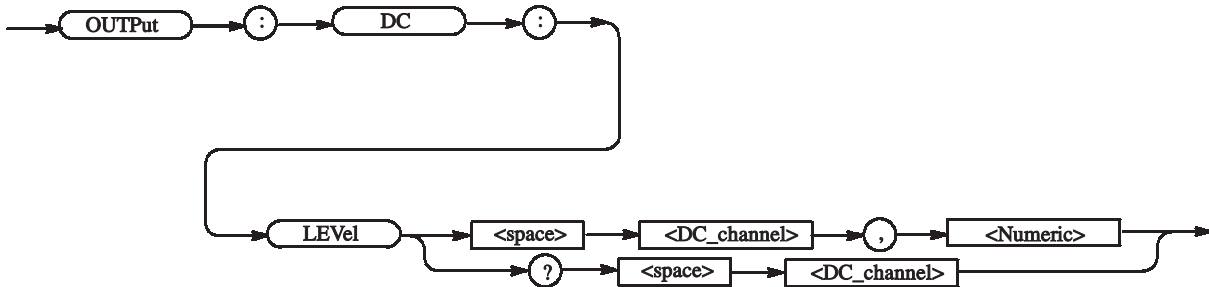 OUTPut : DC :
LEVel <space> <DC_channel> , <Numeric>
? <space> <DC_channel>